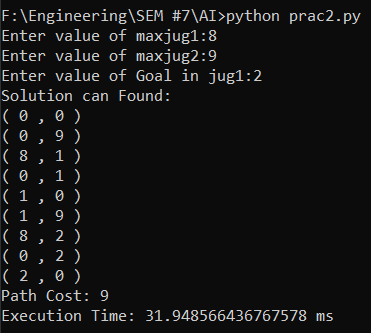 F:\Engineering\SEM #7\AI>python prac2.py
Enter value of maxjug1:8
Enter value of maxjug2:9
Enter value of Goal in jug1:2
Solution can Found:
( 0 , 0 )
( 0 , 9 )
( 8 , 1 )
( 0 , 1 )
( 1 , 0 )
( 1 , 9 )
( 8 , 2 )
( 0 , 2 )
( 2 , 0 )
Path Cost: 9
Execution Time: 31.948566436767578 ms